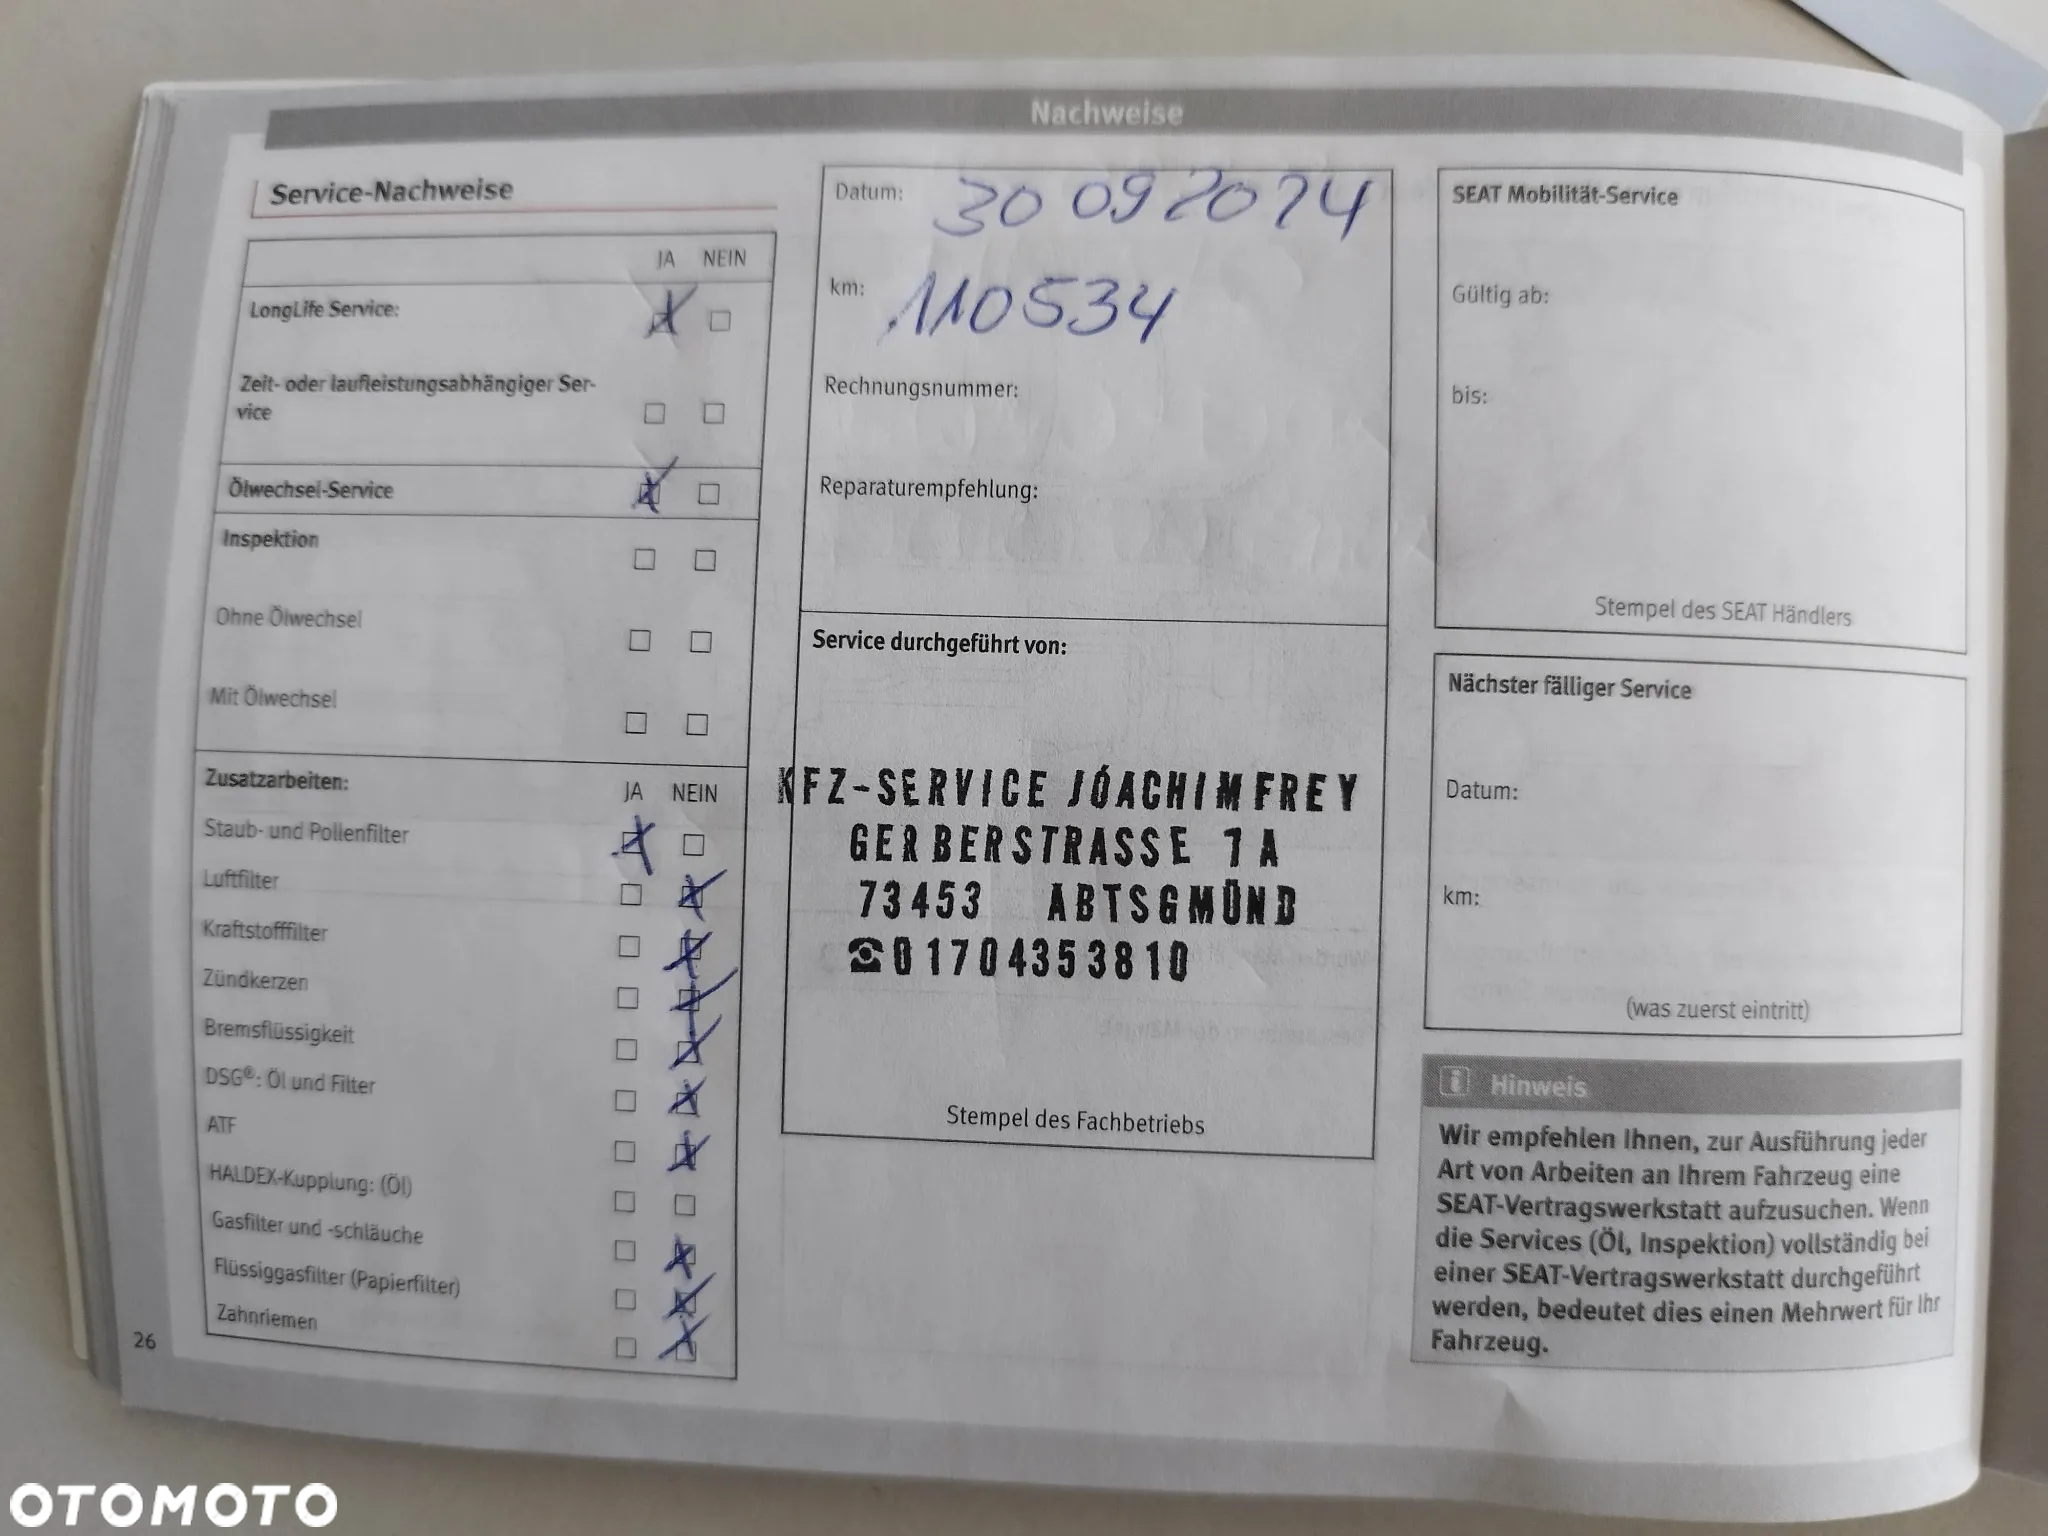 Nachweise
Service-Nachweise
JA NEIN
LongLife Service:
Zeit- oder laufleistungsabhängiger Ser-
vice
Ölwechsel-Service
Inspektion
Ohne Ölwechsel
Mit Ölwechsel
Zusatzarbeiten:
JA NEIN
Staub- und Pollenfilter
Luftfilter
Kraftstofffilter
Zündkerzen
Bremsflüssigkeit
DSG®: Öl und Filter
ATF
HALDEX-Kupplung: (Öl)
Gasfilter und -schläuche
Flüssiggasfilter (Papierfilter)
Zahnriemen
26
Datum: 30 09 2024
km: 110534
Rechnungsnummer:
Reparaturempfehlung:
Service durchgeführt von:
KFZ-SERVICE JOACHIM FREY
GERBERSTRASSE 1 A
73453 ABTSGMÜND
☎01704353810
Stempel des Fachbetriebs
SEAT Mobilität-Service
Gültig ab:
bis:
Stempel des SEAT Händlers
Nächster fälliger Service
Datum:
km:
(was zuerst eintritt)
i Hinweis
Wir empfehlen Ihnen, zur Ausführung jeder
Art von Arbeiten an Ihrem Fahrzeug eine
SEAT-Vertragswerkstatt aufzusuchen. Wenn
die Services (Öl, Inspektion) vollständig bei
einer SEAT-Vertragswerkstatt durchgeführt
werden, bedeutet dies einen Mehrwert für Ihr
Fahrzeug.
OTOMOTO